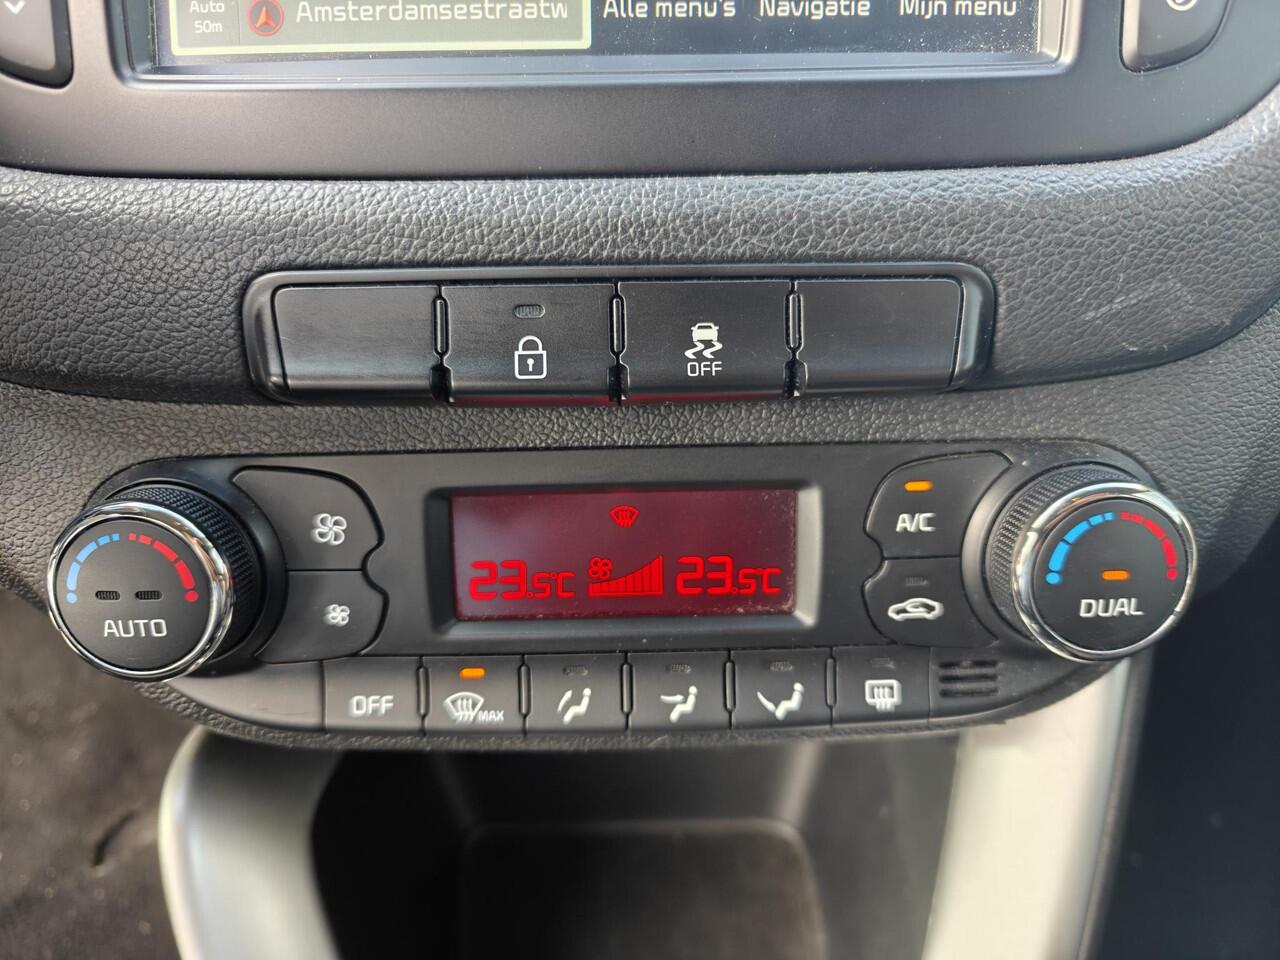 Auto
50m
Amsterdamsestraatw
Alle menu's
Navigatie
Mijn menu
OFF
23.5°C
23.5°C
A/C
AUTO
DUAL
OFF
MAX